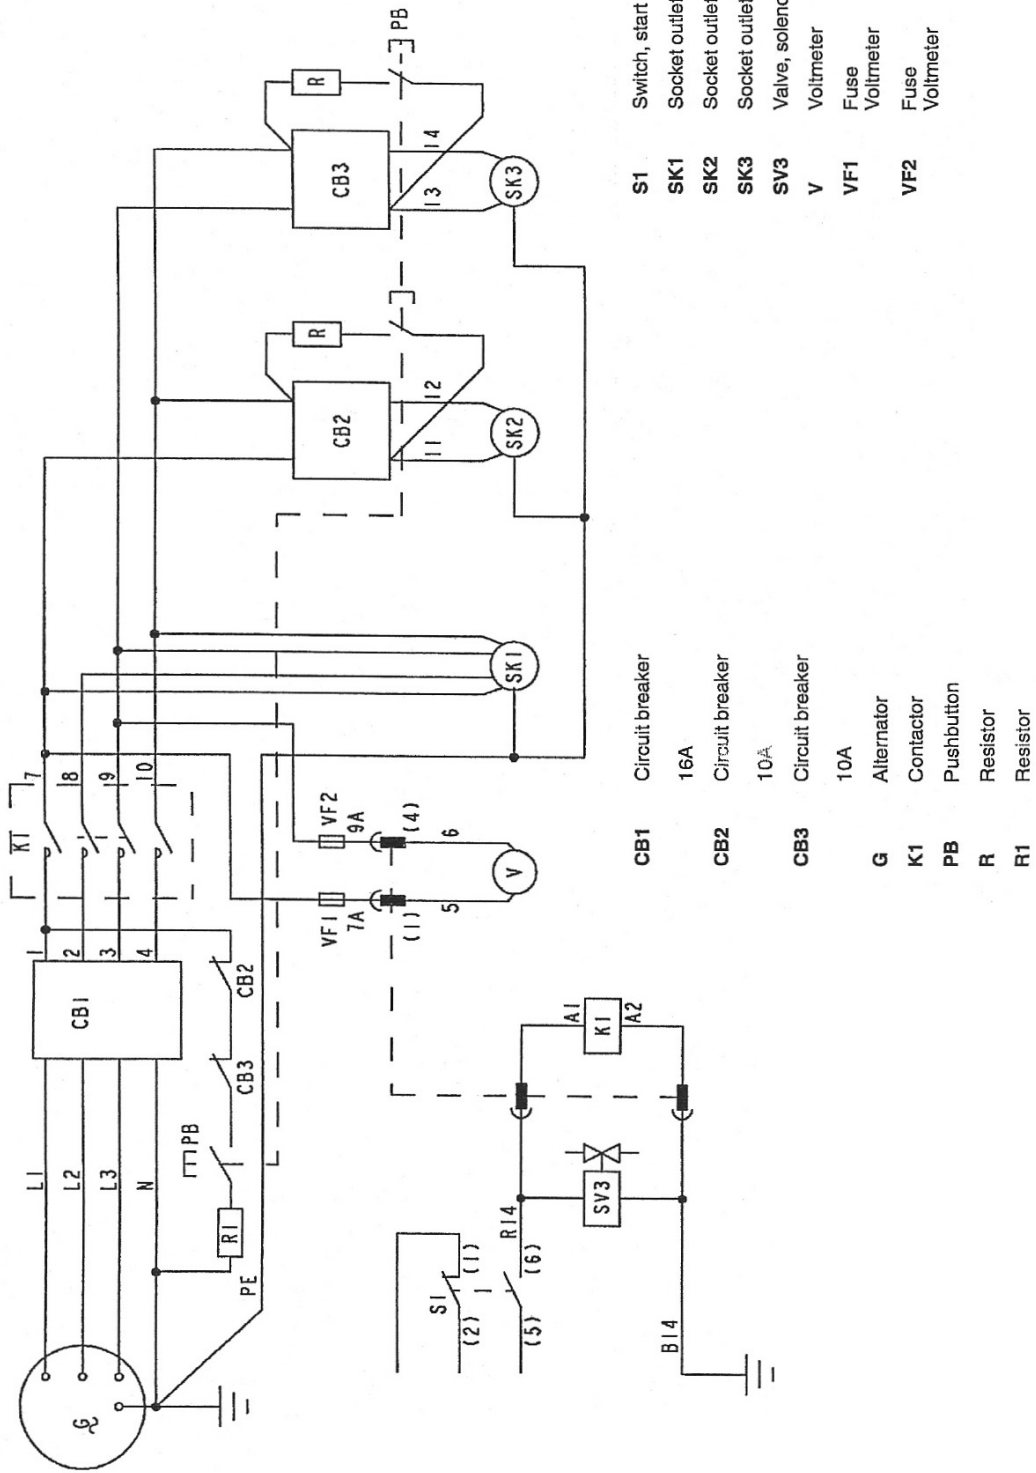 G
L1
L2
L3
N
PE
CB1
1
2
3
4
K1
7
8
9
10
R1
PB
CB3
CB2
VF1
7A
(1)
5
VF2
9A
(4)
6
V
SK1
CB2
R
11
12
SK2
CB3
R
PB
13
14
SK3
S1
(2)
(1)
(5)
(6)
R14
SV3
K1
A1
A2
B14
CB1 Circuit breaker
16A
CB2 Circuit breaker
10A
CB3 Circuit breaker
10A
G Alternator
K1 Contactor
PB Pushbutton
R Resistor
R1 Resistor
S1 Switch, start
SK1 Socket outlet
SK2 Socket outlet
SK3 Socket outlet
SV3 Valve,
V Voltmeter
VF1 Fuse
Voltmeter
VF2 Fuse
Voltmeter